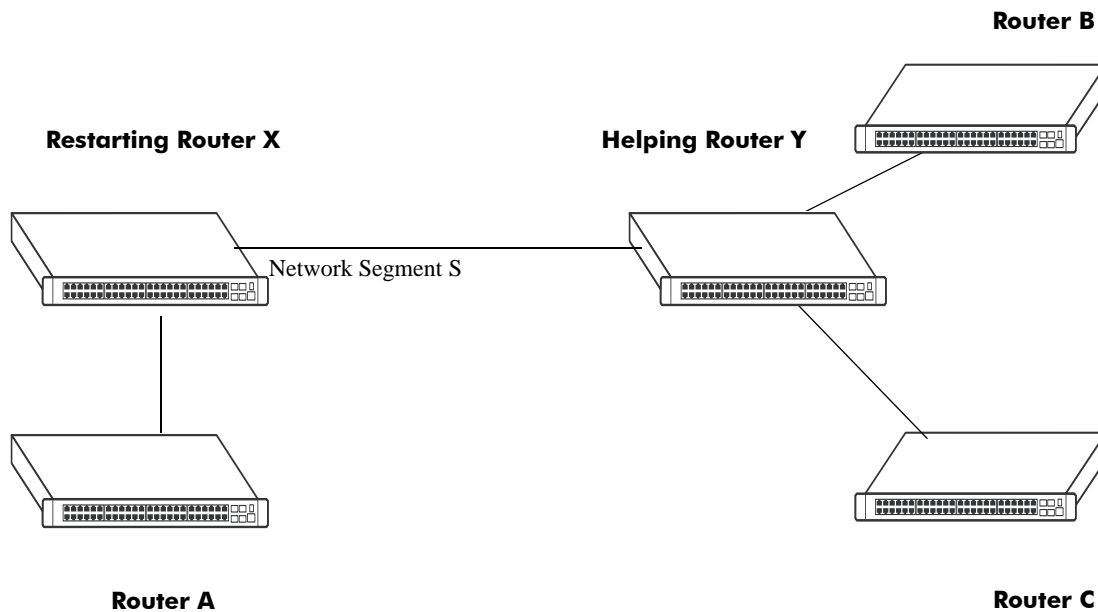 Router B
Restarting Router X
Helping Router Y
Network Segment S
Router A
Router C